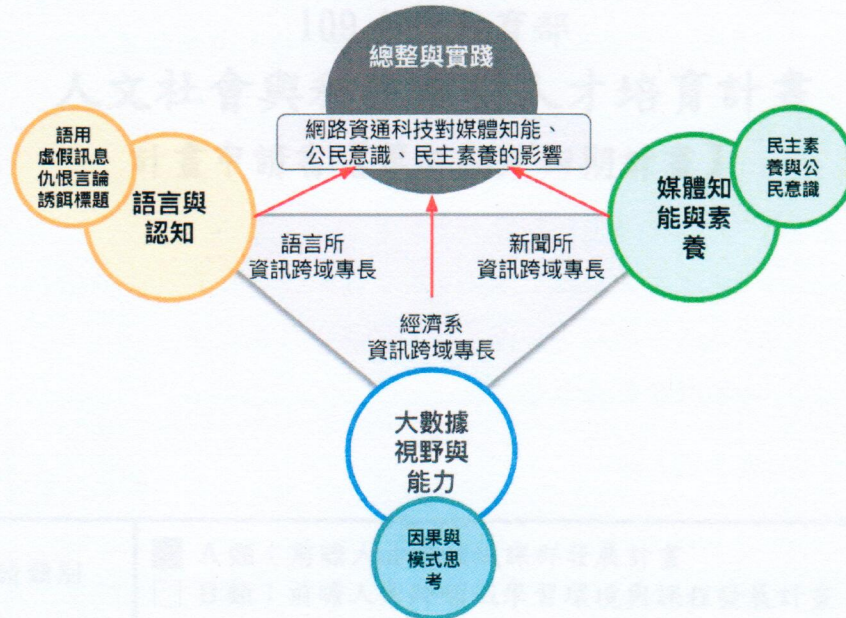 總整與實踐
網路資通科技對媒體知能、
公民意識、民主素養的影響
語用
虛假訊息
仇恨言論
誘餌標題
語言與
認知
民主素
養與公
民意識
媒體知
能與素
養
語言所
資訊跨域專長
新聞所
資訊跨域專長
經濟系
資訊跨域專長
大數據
視野與
能力
因果與
模式思
考